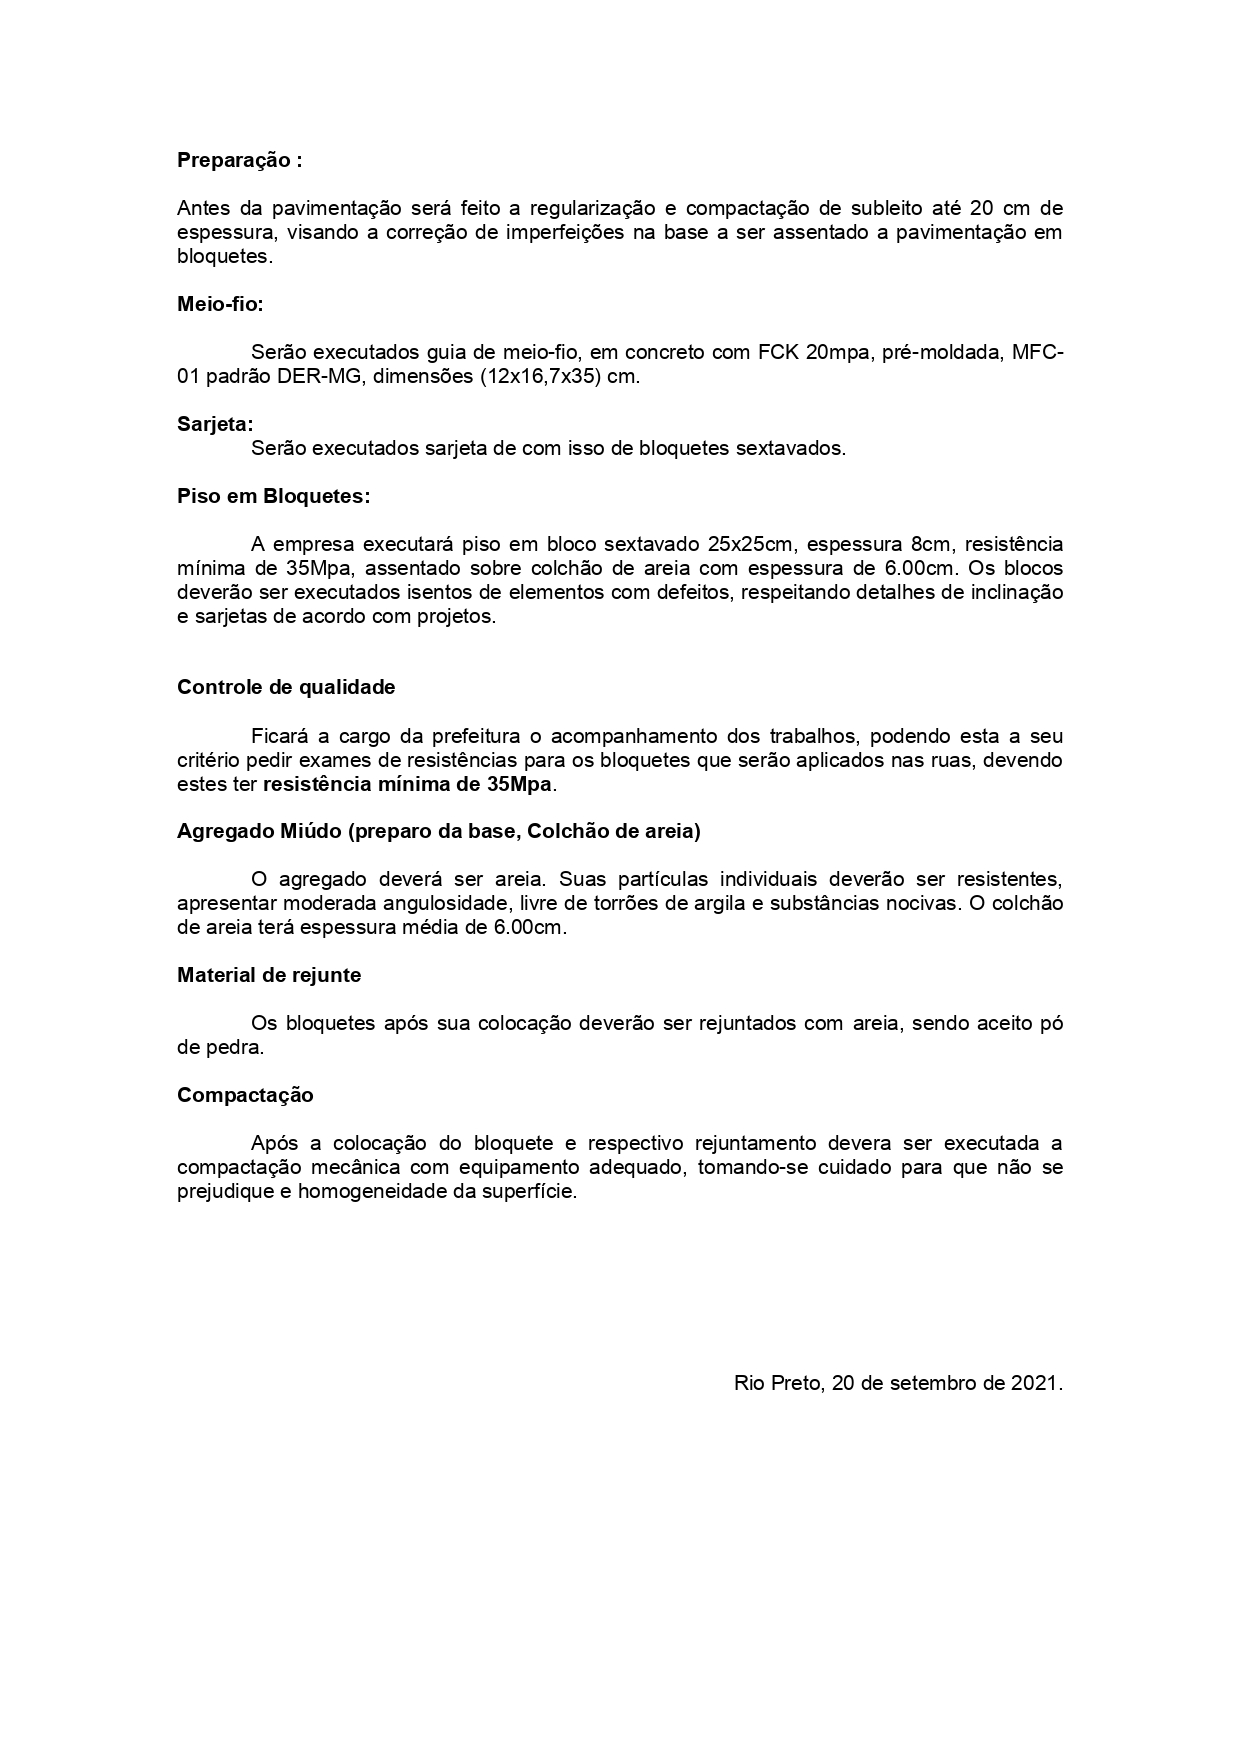 Preparação :
Antes da pavimentação será feito a regularização e compactação de subleito até 20 cm de
espessura, visando a correção de imperfeições na base a ser assentado a pavimentação em
bloquetes.
Meio-fio:
Serão executados guia de meio-fio, em concreto com FCK 20mpa, pré-moldada, MFC-
01 padrão DER-MG, dimensões (12x16,7x35) cm.
Sarjeta:
Serão executados sarjeta de com isso de bloquetes sextavados.
Piso em Bloquetes:
A empresa executará piso em bloco sextavado 25x25cm, espessura 8cm, resistência
mínima de 35Mpa, assentado sobre colchão de areia com espessura de 6.00cm. Os blocos
deverão ser executados isentos de elementos com defeitos, respeitando detalhes de inclinação
e sarjetas de acordo com projetos.
Controle de qualidade
Ficará a cargo da prefeitura o acompanhamento dos trabalhos, podendo esta a seu
critério pedir exames de resistências para os bloquetes que serão aplicados nas ruas, devendo
estes ter resistência mínima de 35Mpa.
Agregado Miúdo (preparo da base, Colchão de areia)
O agregado deverá ser areia. Suas partículas individuais deverão ser resistentes,
apresentar moderada angulosidade, livre de torrões de argila e substâncias nocivas. O colchão
de areia terá espessura média de 6.00cm.
Material de rejunte
Os bloquetes após sua colocação deverão ser rejuntados com areia, sendo aceito pó
de pedra.
Compactação
Após a colocação do bloquete e respectivo rejuntamento devera ser executada a
compactação mecânica com equipamento adequado, tomando-se cuidado para que não se
prejudique e homogeneidade da superfície.
Rio Preto, 20 de setembro de 2021.